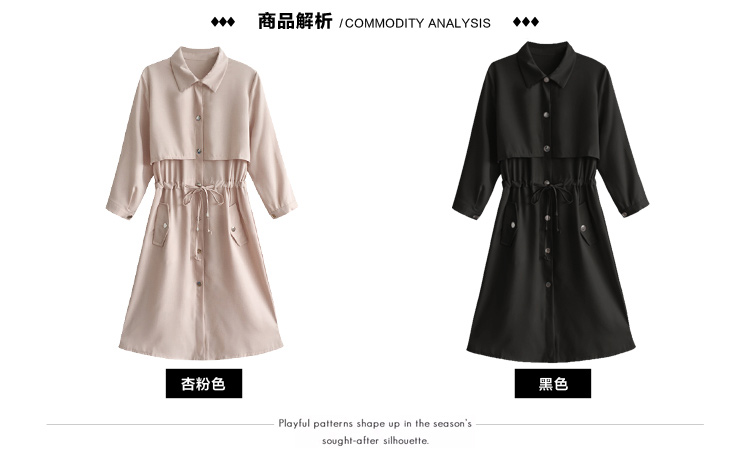 商品解析 / COMMODITY ANALYSIS
杏粉色
黑色
Playful patterns shape up in the season's
sought-after silhouette.